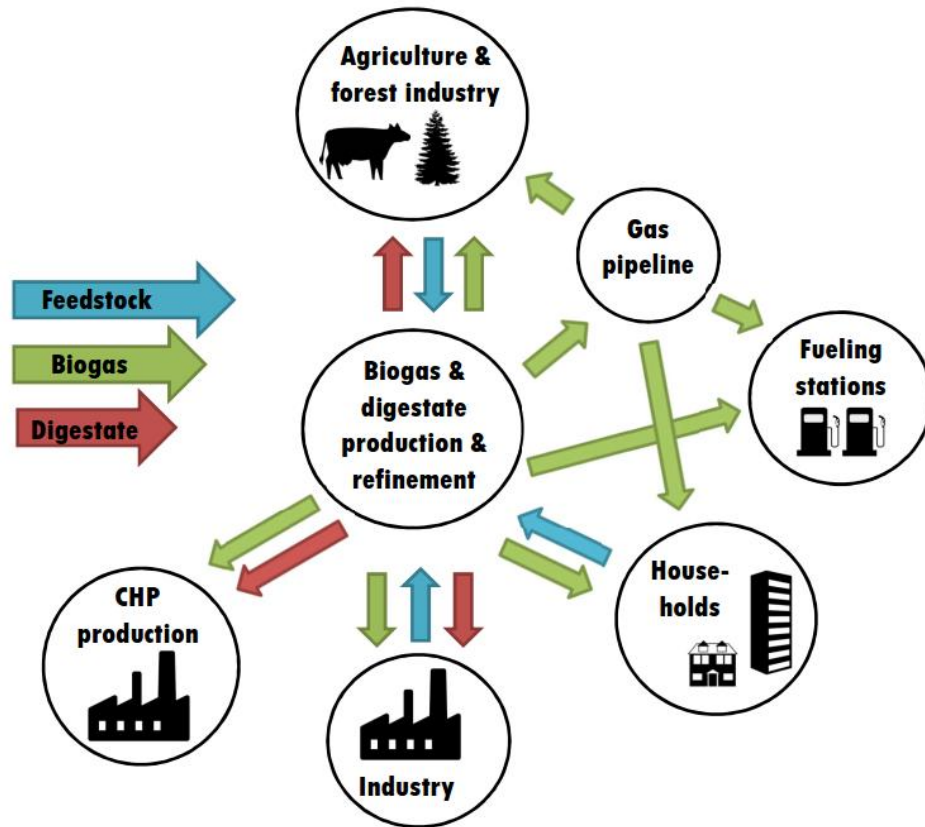 Agriculture &
forest industry
Gas
pipeline
Feedstock
Biogas
Digestate
Biogas &
digestate
production &
refinement
Fueling
stations
CHP
production
House-
holds
Industry